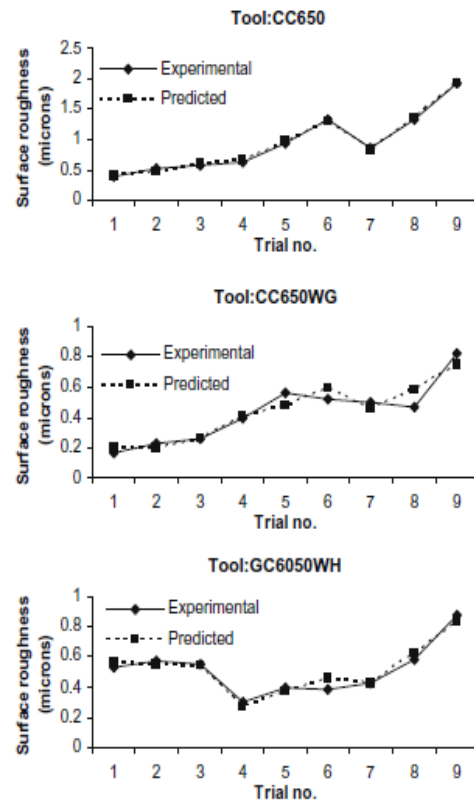 Tool:CC650
Surface roughness
(microns)
2.5
2
1.5
1
0.5
0
Experimental
Predicted
1 2 3 4 5 6 7 8 9
Trial no.
Tool:CC650WG
Surface roughness
(microns)
1
0.8
0.6
0.4
0.2
0
Experimental
Predicted
1 2 3 4 5 6 7 8 9
Trial no.
Tool:GC6050WH
Surface roughness
(microns)
1
0.8
0.6
0.4
0.2
0
Experimental
Predicted
1 2 3 4 5 6 7 8 9
Trial no.